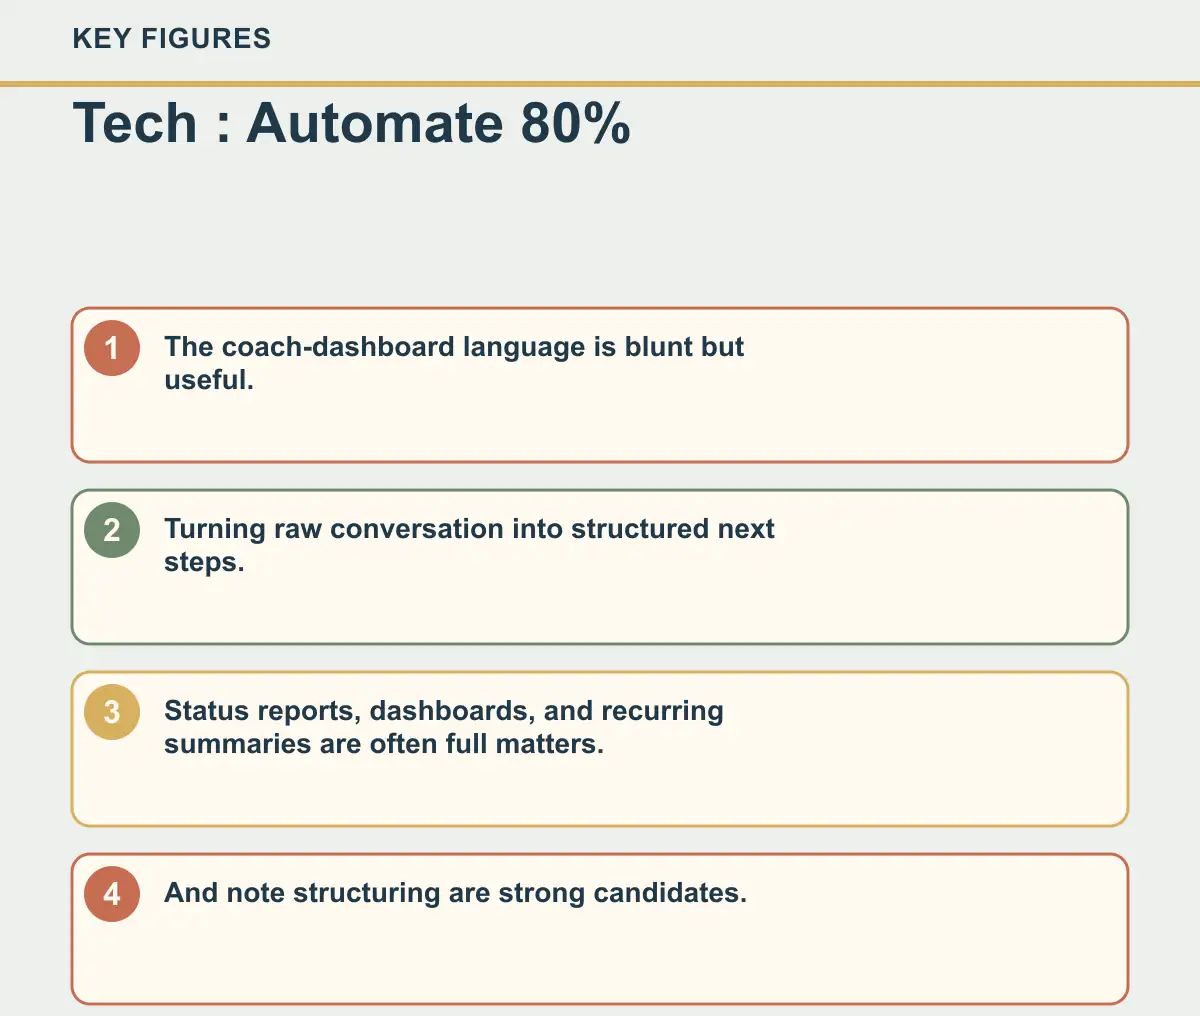 KEY FIGURES
Tech : Automate 80%
1
The coach-dashboard language is blunt but
useful.
2
Turning raw conversation into structured next
steps.
3
Status reports, dashboards, and recurring
summaries are often full matters.
4
And note structuring are strong candidates.